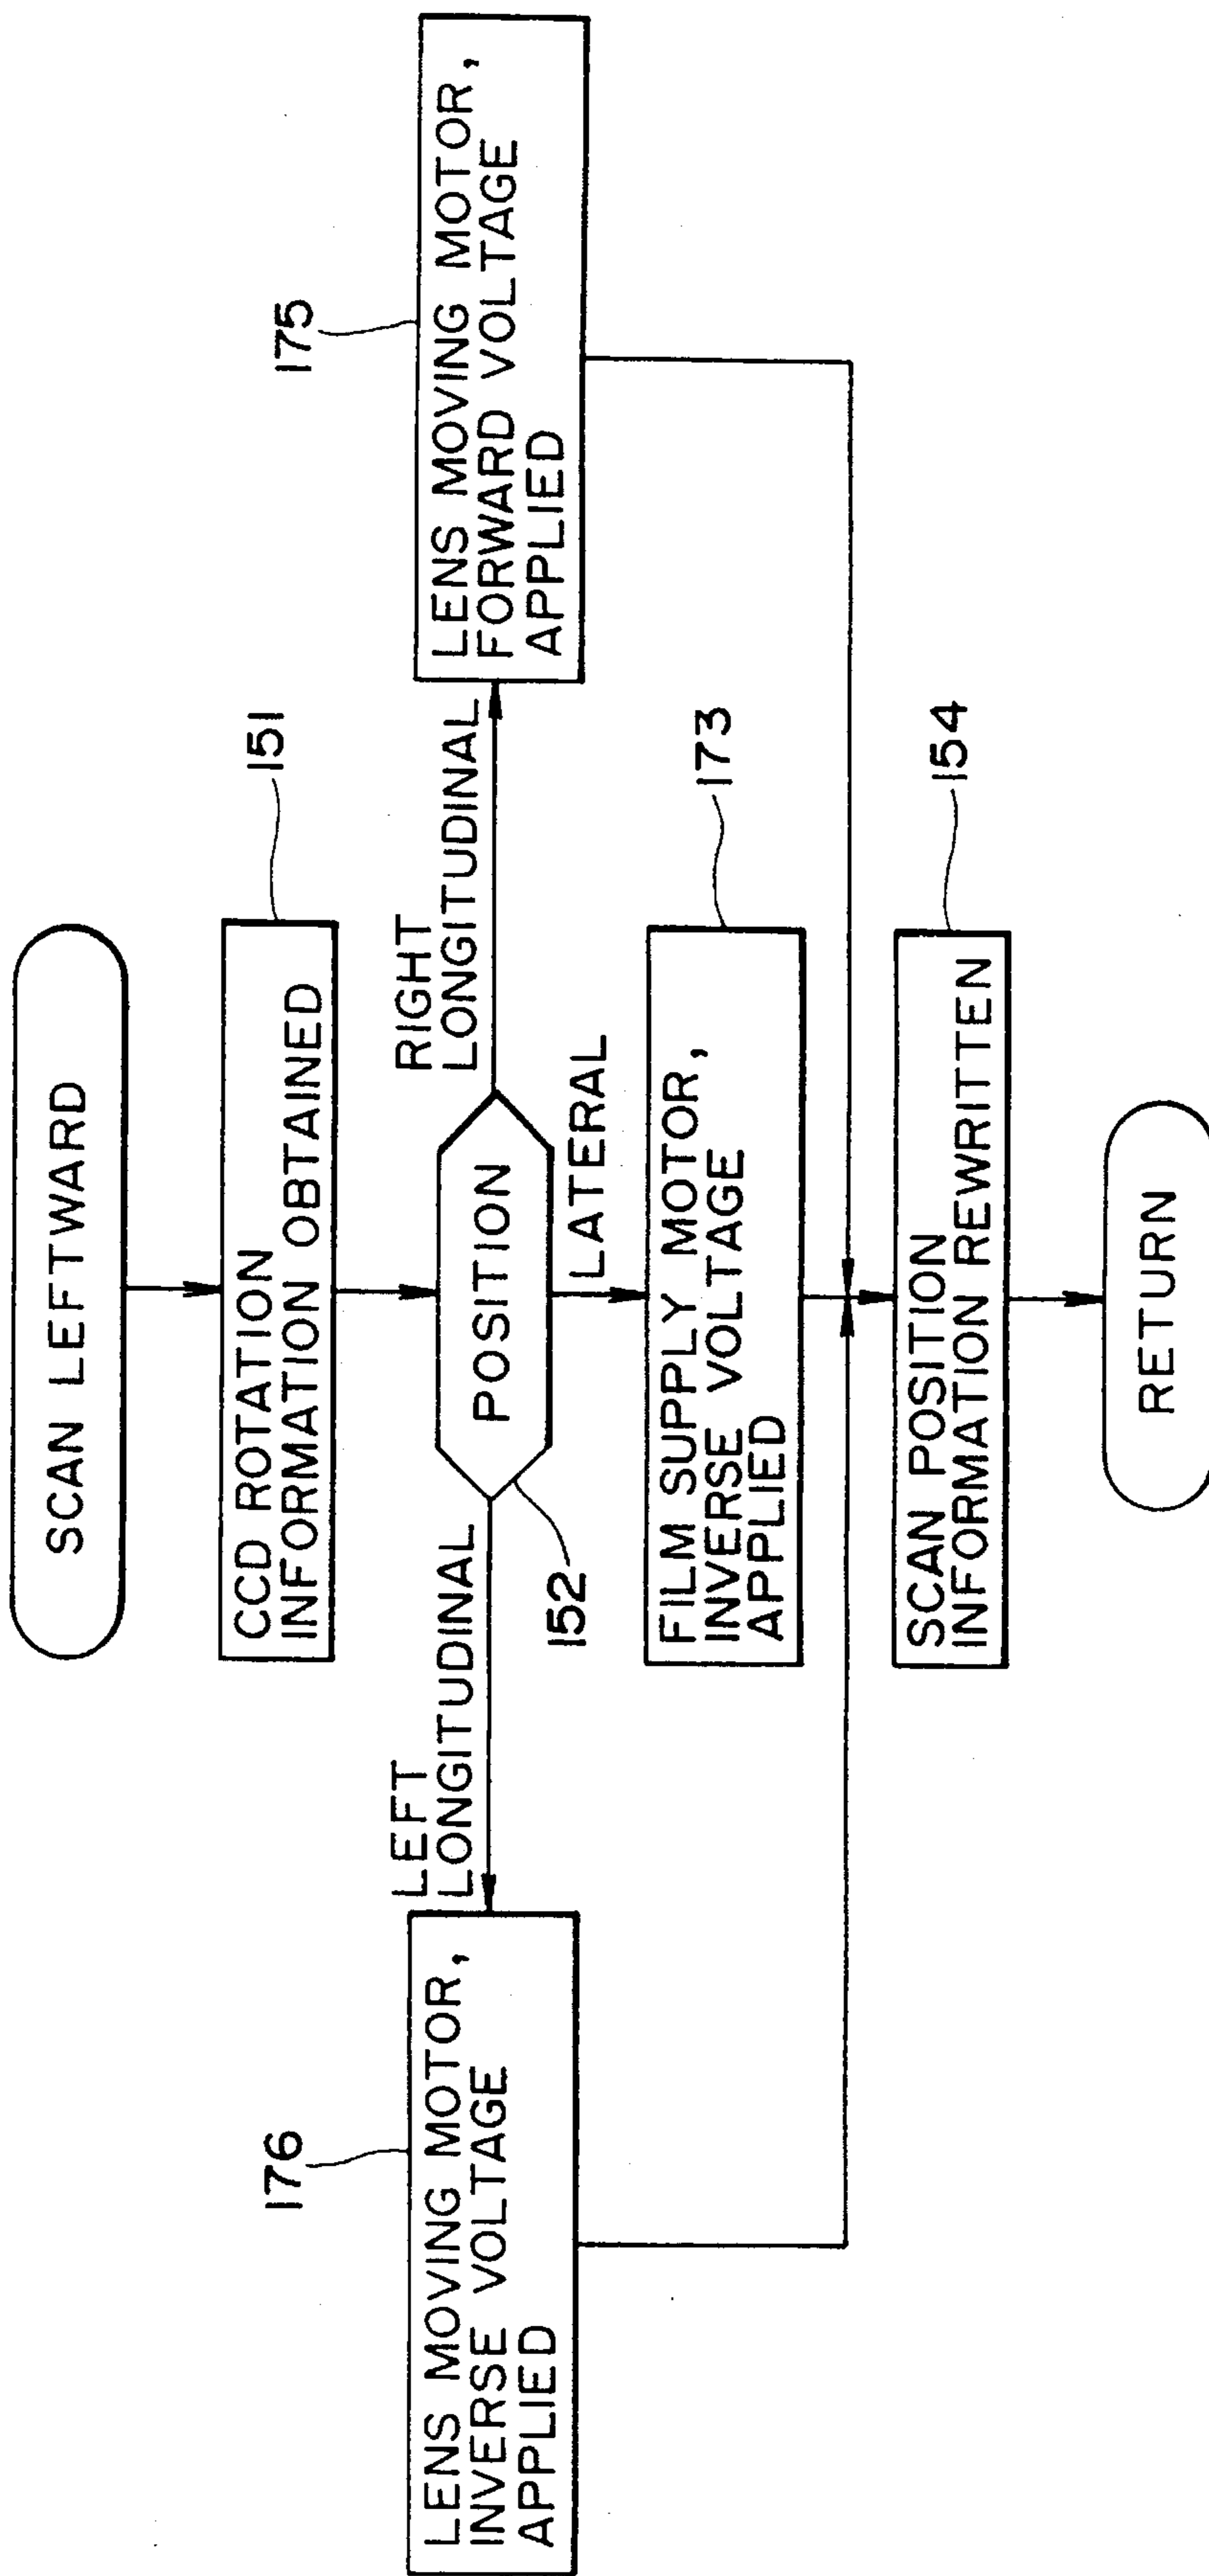 SCAN LEFTWARD
151
CCD ROTATION
INFORMATION OBTAINED
152
POSITION
LEFT
LONGITUDINAL
RIGHT
LONGITUDINAL
LATERAL
176
LENS MOVING MOTOR,
INVERSE VOLTAGE
APPLIED
173
FILM SUPPLY MOTOR,
INVERSE VOLTAGE
APPLIED
175
LENS MOVING MOTOR,
FORWARD VOLTAGE
APPLIED
154
SCAN POSITION
INFORMATION REWRITTEN
RETURN